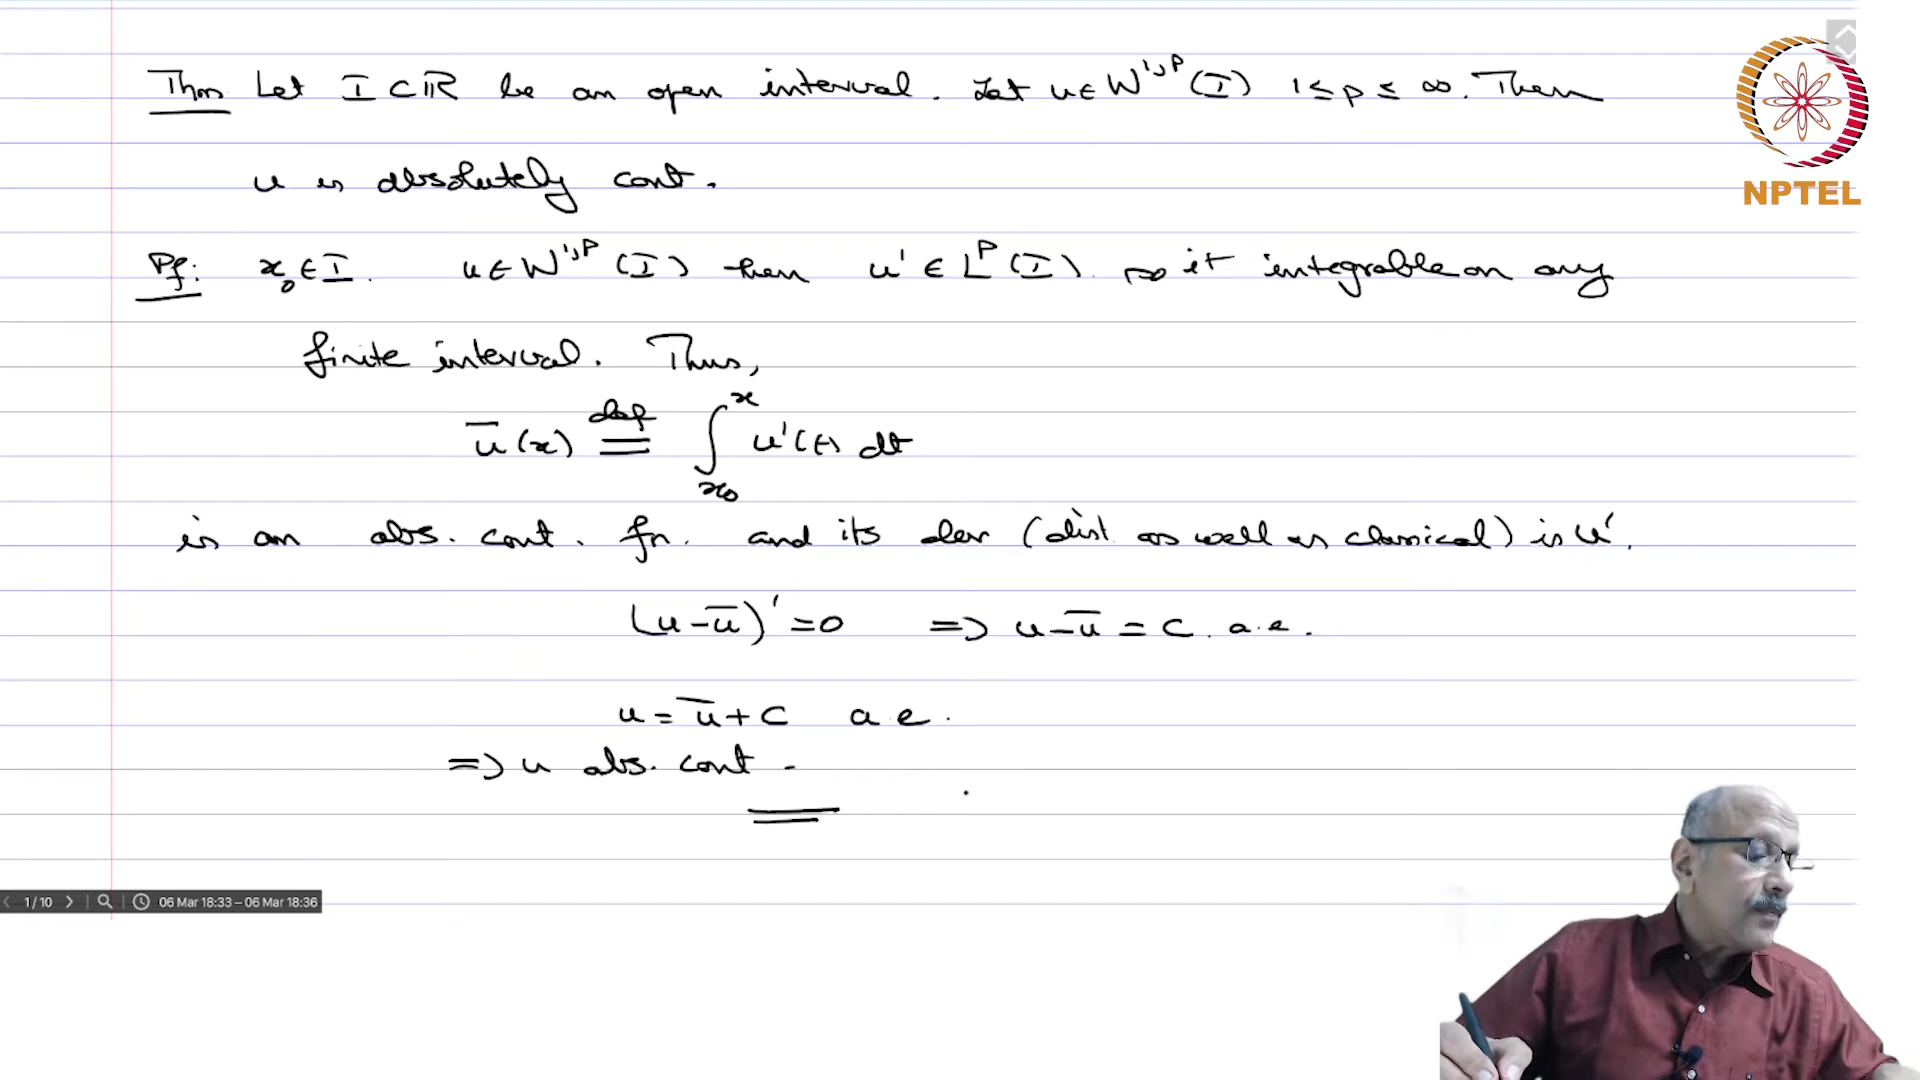 Thm Let I ⊂ ℝ be an open interval. Let u ∈ W^{1,p}(I) 1 ≤ p ≤ ∞. Then
u is absolutely cont.
NPTEL
Pf: x₀ ∈ I. u ∈ W^{1,p}(I) then u' ∈ L^p(I). so it integrable on any
finite interval. Thus,
ū(x) def= ∫_{x₀}^{x} u'(t) dt
is an abs. cont. fn. and its der (dist. as well as classical) is u'.
(u-ū)' = 0 ⇒ u-ū = C. a.e.
u = ū + C a.e.
⇒ u abs. cont.
1/10 06 Mar 18:33 – 06 Mar 18:36